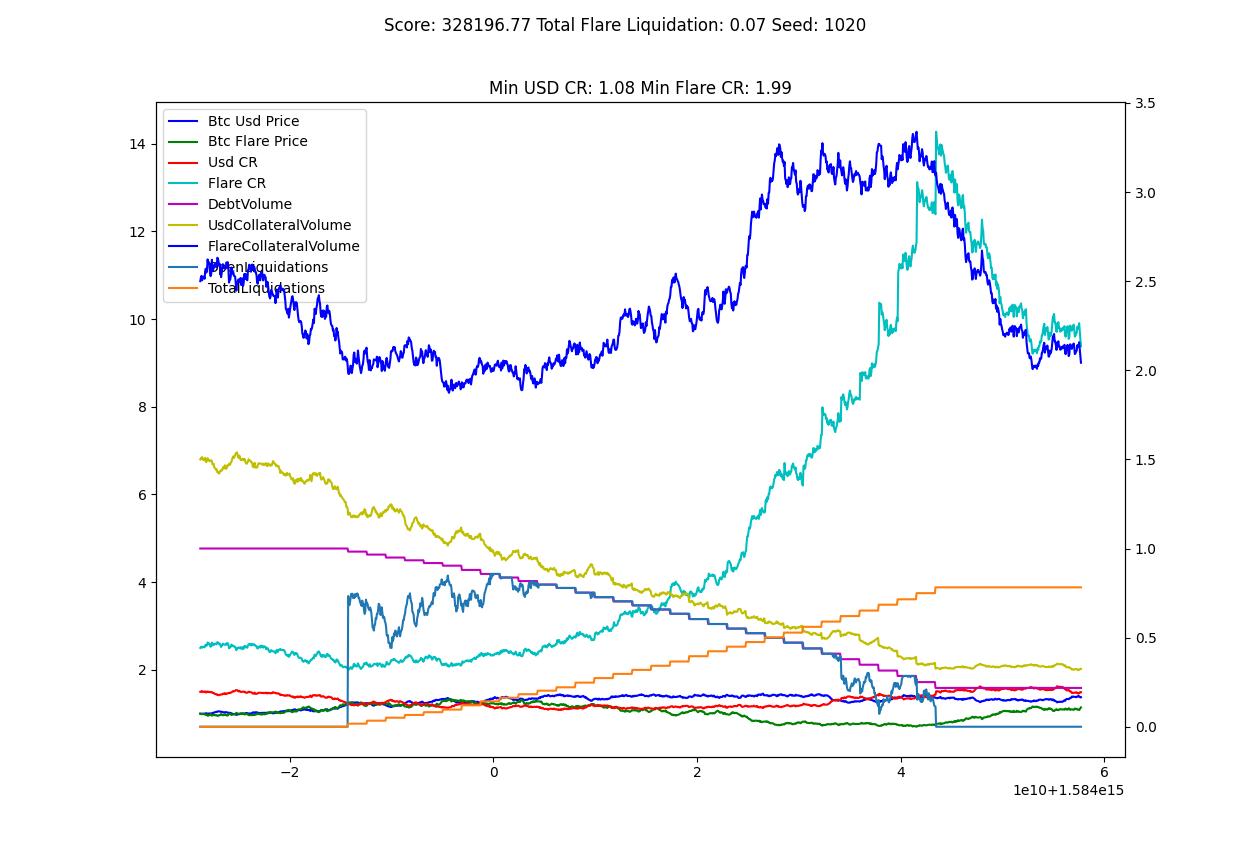 Score: 328196.77 Total Flare Liquidation: 0.07 Seed: 1020
Min USD CR: 1.08 Min Flare CR: 1.99
Btc Usd Price
Btc Flare Price
Usd CR
Flare CR
DebtVolume
UsdCollateralVolume
FlareCollateralVolume
OpenLiquidations
TotalLiquidations
14
12
10
8
6
4
2
3.5
3.0
2.5
2.0
1.5
1.0
0.5
0.0
−2
0
2
4
6
1e10+1.584e15